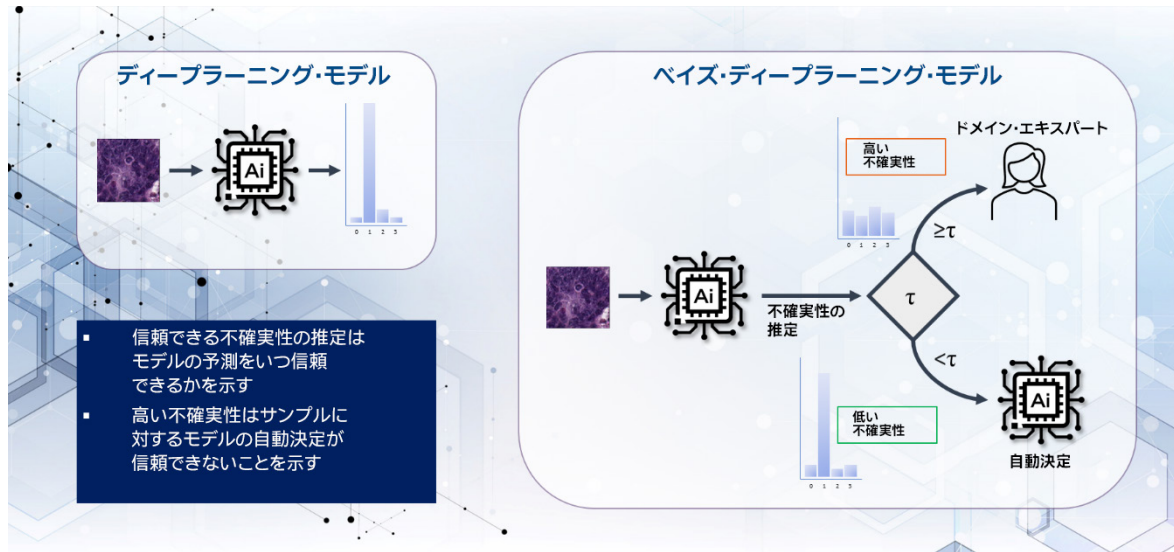 ディープラーニング・モデル
Ai
0 1 2 3
▪ 信頼できる不確実性の推定は
モデルの予測をいつ信頼
できるかを示す
▪ 高い不確実性はサンプルに
対するモデルの自動決定が
信頼できないことを示す
ベイズ・ディープラーニング・モデル
ドメイン・エキスパート
高い
不確実性
0 1 2 3
≥τ
Ai
不確実性の
推定
τ
<τ
低い
不確実性
0 1 2 3
Ai
自動決定